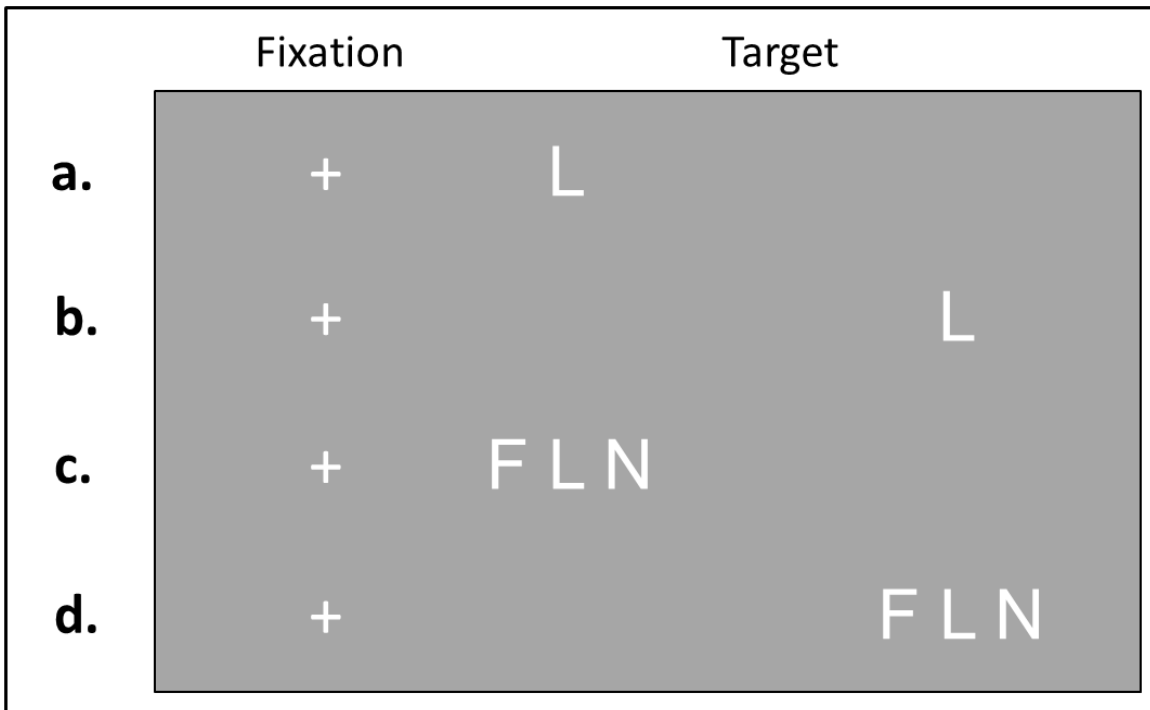 Fixation Target
a. + L
b. + L
c. + F L N
d. + F L N